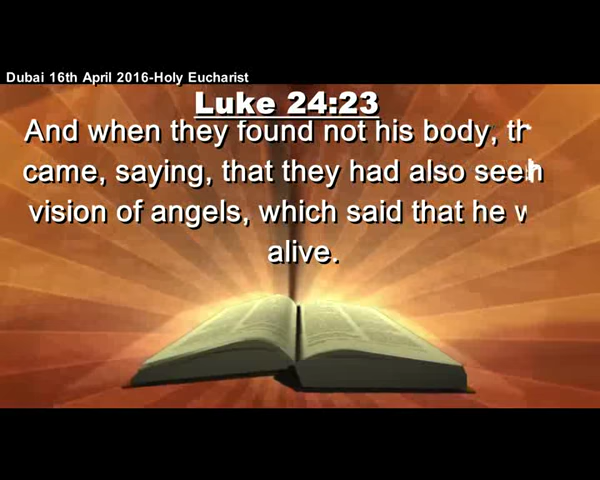 Dubai 16th April 2016-Holy Eucharist
Luke 24:23
And when they found not his body,
came, saying, that they had also
vision of angels, which said that he
alive.